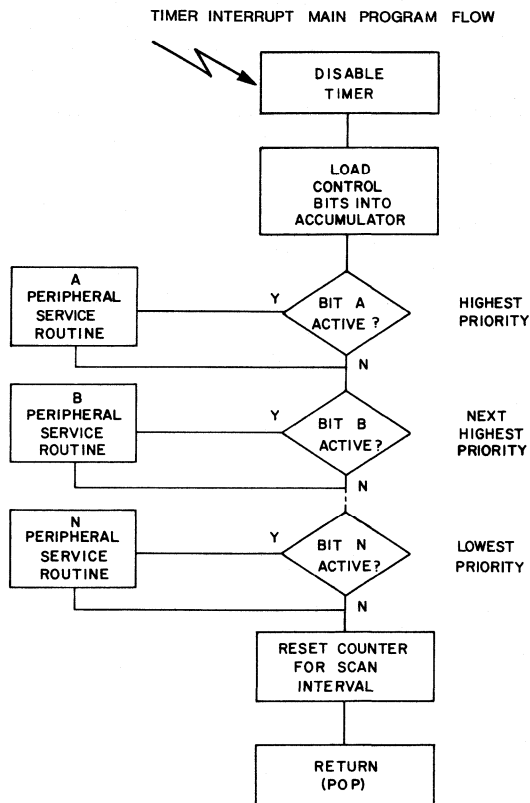 TIMER INTERRUPT MAIN PROGRAM FLOW
DISABLE
TIMER
LOAD
CONTROL
BITS INTO
ACCUMULATOR
A
PERIPHERAL
SERVICE
ROUTINE
Y
BIT A
ACTIVE?
HIGHEST
PRIORITY
N
B
PERIPHERAL
SERVICE
ROUTINE
Y
BIT B
ACTIVE?
NEXT
HIGHEST
PRIORITY
N
N
PERIPHERAL
SERVICE
ROUTINE
Y
BIT N
ACTIVE?
LOWEST
PRIORITY
N
RESET COUNTER
FOR SCAN
INTERVAL
RETURN
(POP)